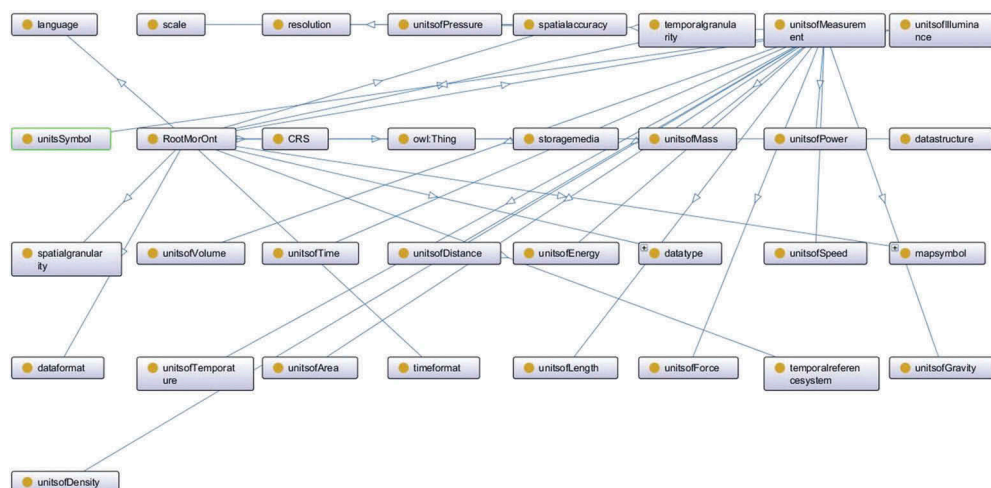 language
scale
resolution
unitsofPressure
spatialaccuracy
temporalgranula
rity
unitsofMeasurem
ent
unitsofIllumina
nce
unitsSymbol
RootMorOnt
CRS
owl:Thing
storagemedia
unitsofMass
unitsofPower
datastructure
spatialgranular
ity
unitsofVolume
unitsofTime
unitsofDistance
unitsofEnergy
datatype
unitsofSpeed
mapsymbol
dataformat
unitsofTemporat
ure
unitsofArea
timeformat
unitsofLength
unitsofForce
temporalreferen
cesystem
unitsofGravity
unitsofDensity